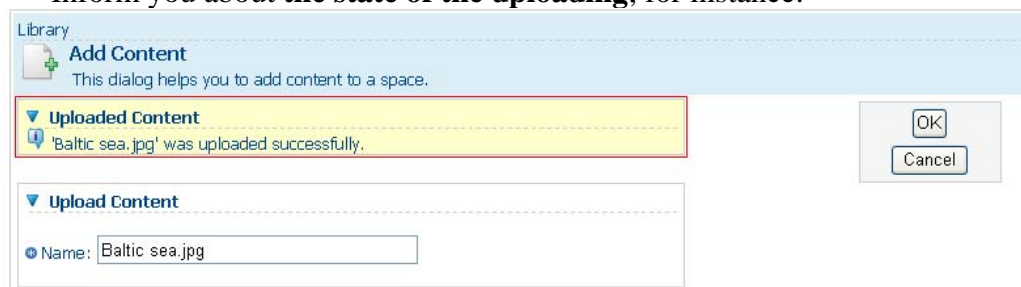 Inform you about the state of the uploading, for instance:
Library
Add Content
This dialog helps you to add content to a space.
Uploaded Content
'Baltic sea.jpg' was uploaded successfully.
OK
Cancel
Upload Content
Name: Baltic sea.jpg